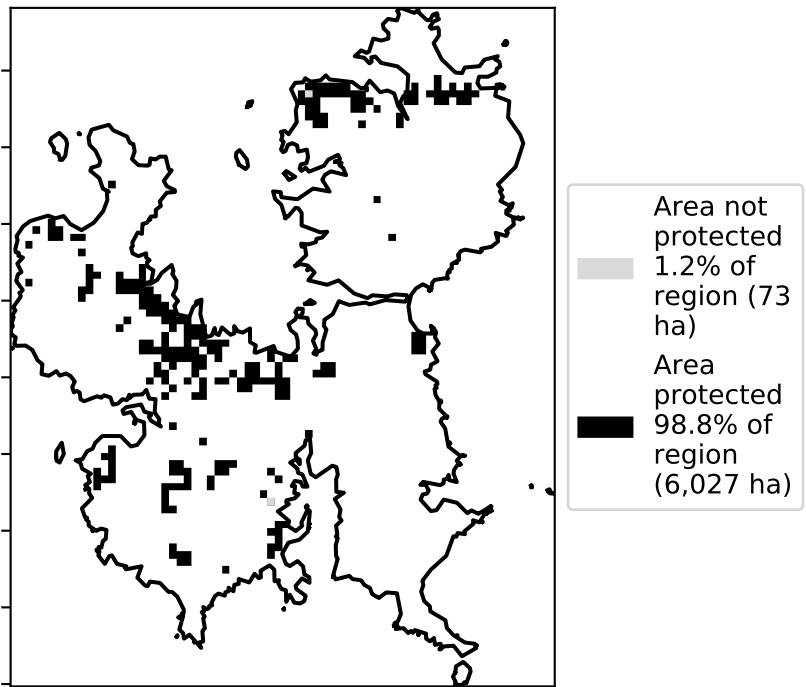 Area not
protected
1.2% of
region (73
ha)
Area
protected
98.8% of
region
(6,027 ha)